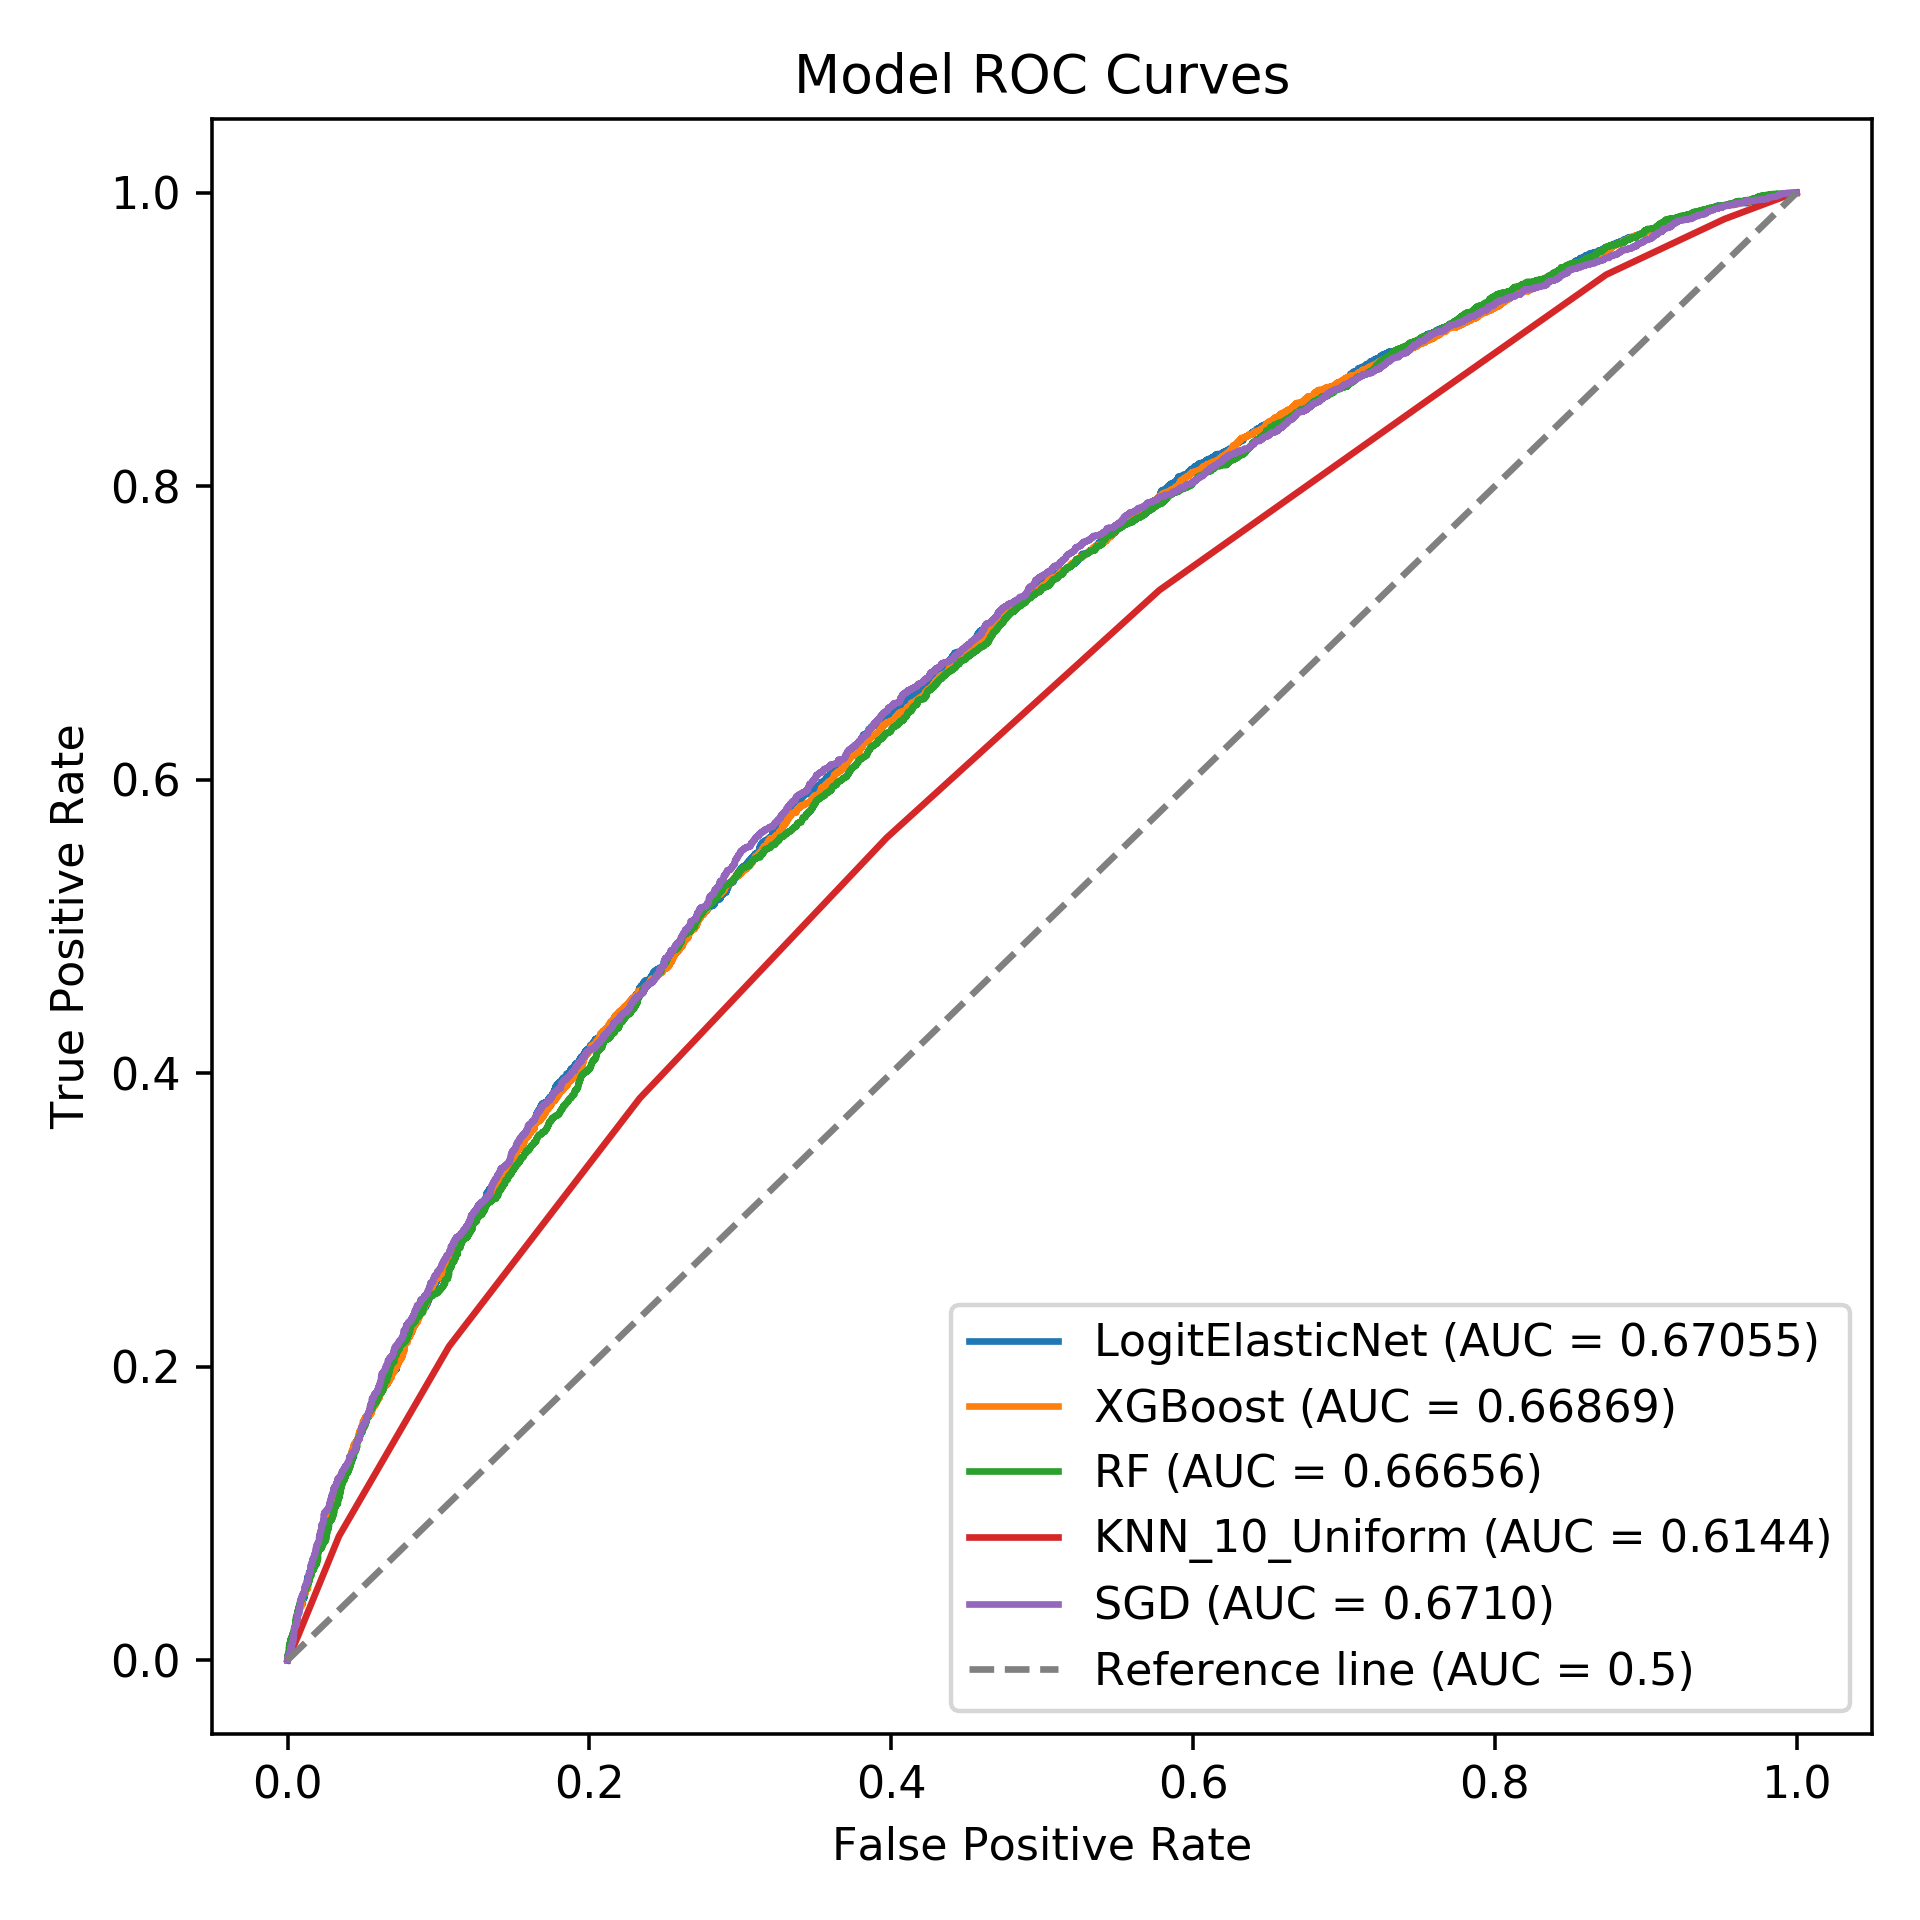 Model ROC Curves
True Positive Rate
1.0
0.8
0.6
0.4
0.2
0.0
LogitElasticNet (AUC = 0.67055)
XGBoost (AUC = 0.66869)
RF (AUC = 0.66656)
KNN_10_Uniform (AUC = 0.6144)
SGD (AUC = 0.6710)
Reference line (AUC = 0.5)
0.0 0.2 0.4 0.6 0.8 1.0
False Positive Rate